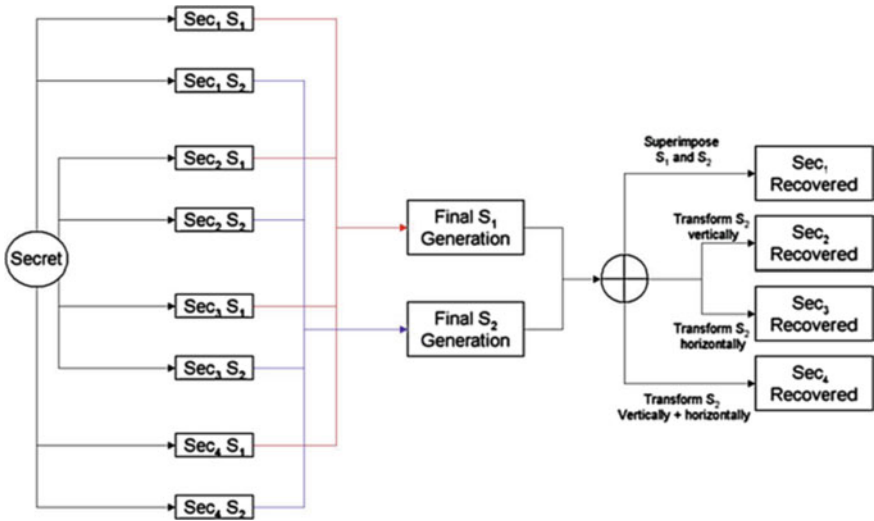 Sec₁ S₁
Sec₁ S₂
Sec₂ S₁
Sec₂ S₂
Secret
Sec₃ S₁
Sec₃ S₂
Sec₄ S₁
Sec₄ S₂
Final S₁
Generation
Final S₂
Generation
Superimpose
S₁ and S₂
Sec₁
Recovered
Transform S₂
vertically
Sec₂
Recovered
Transform S₂
horizontally
Sec₃
Recovered
Transform S₂
Vertically + horizontally
Sec₄
Recovered